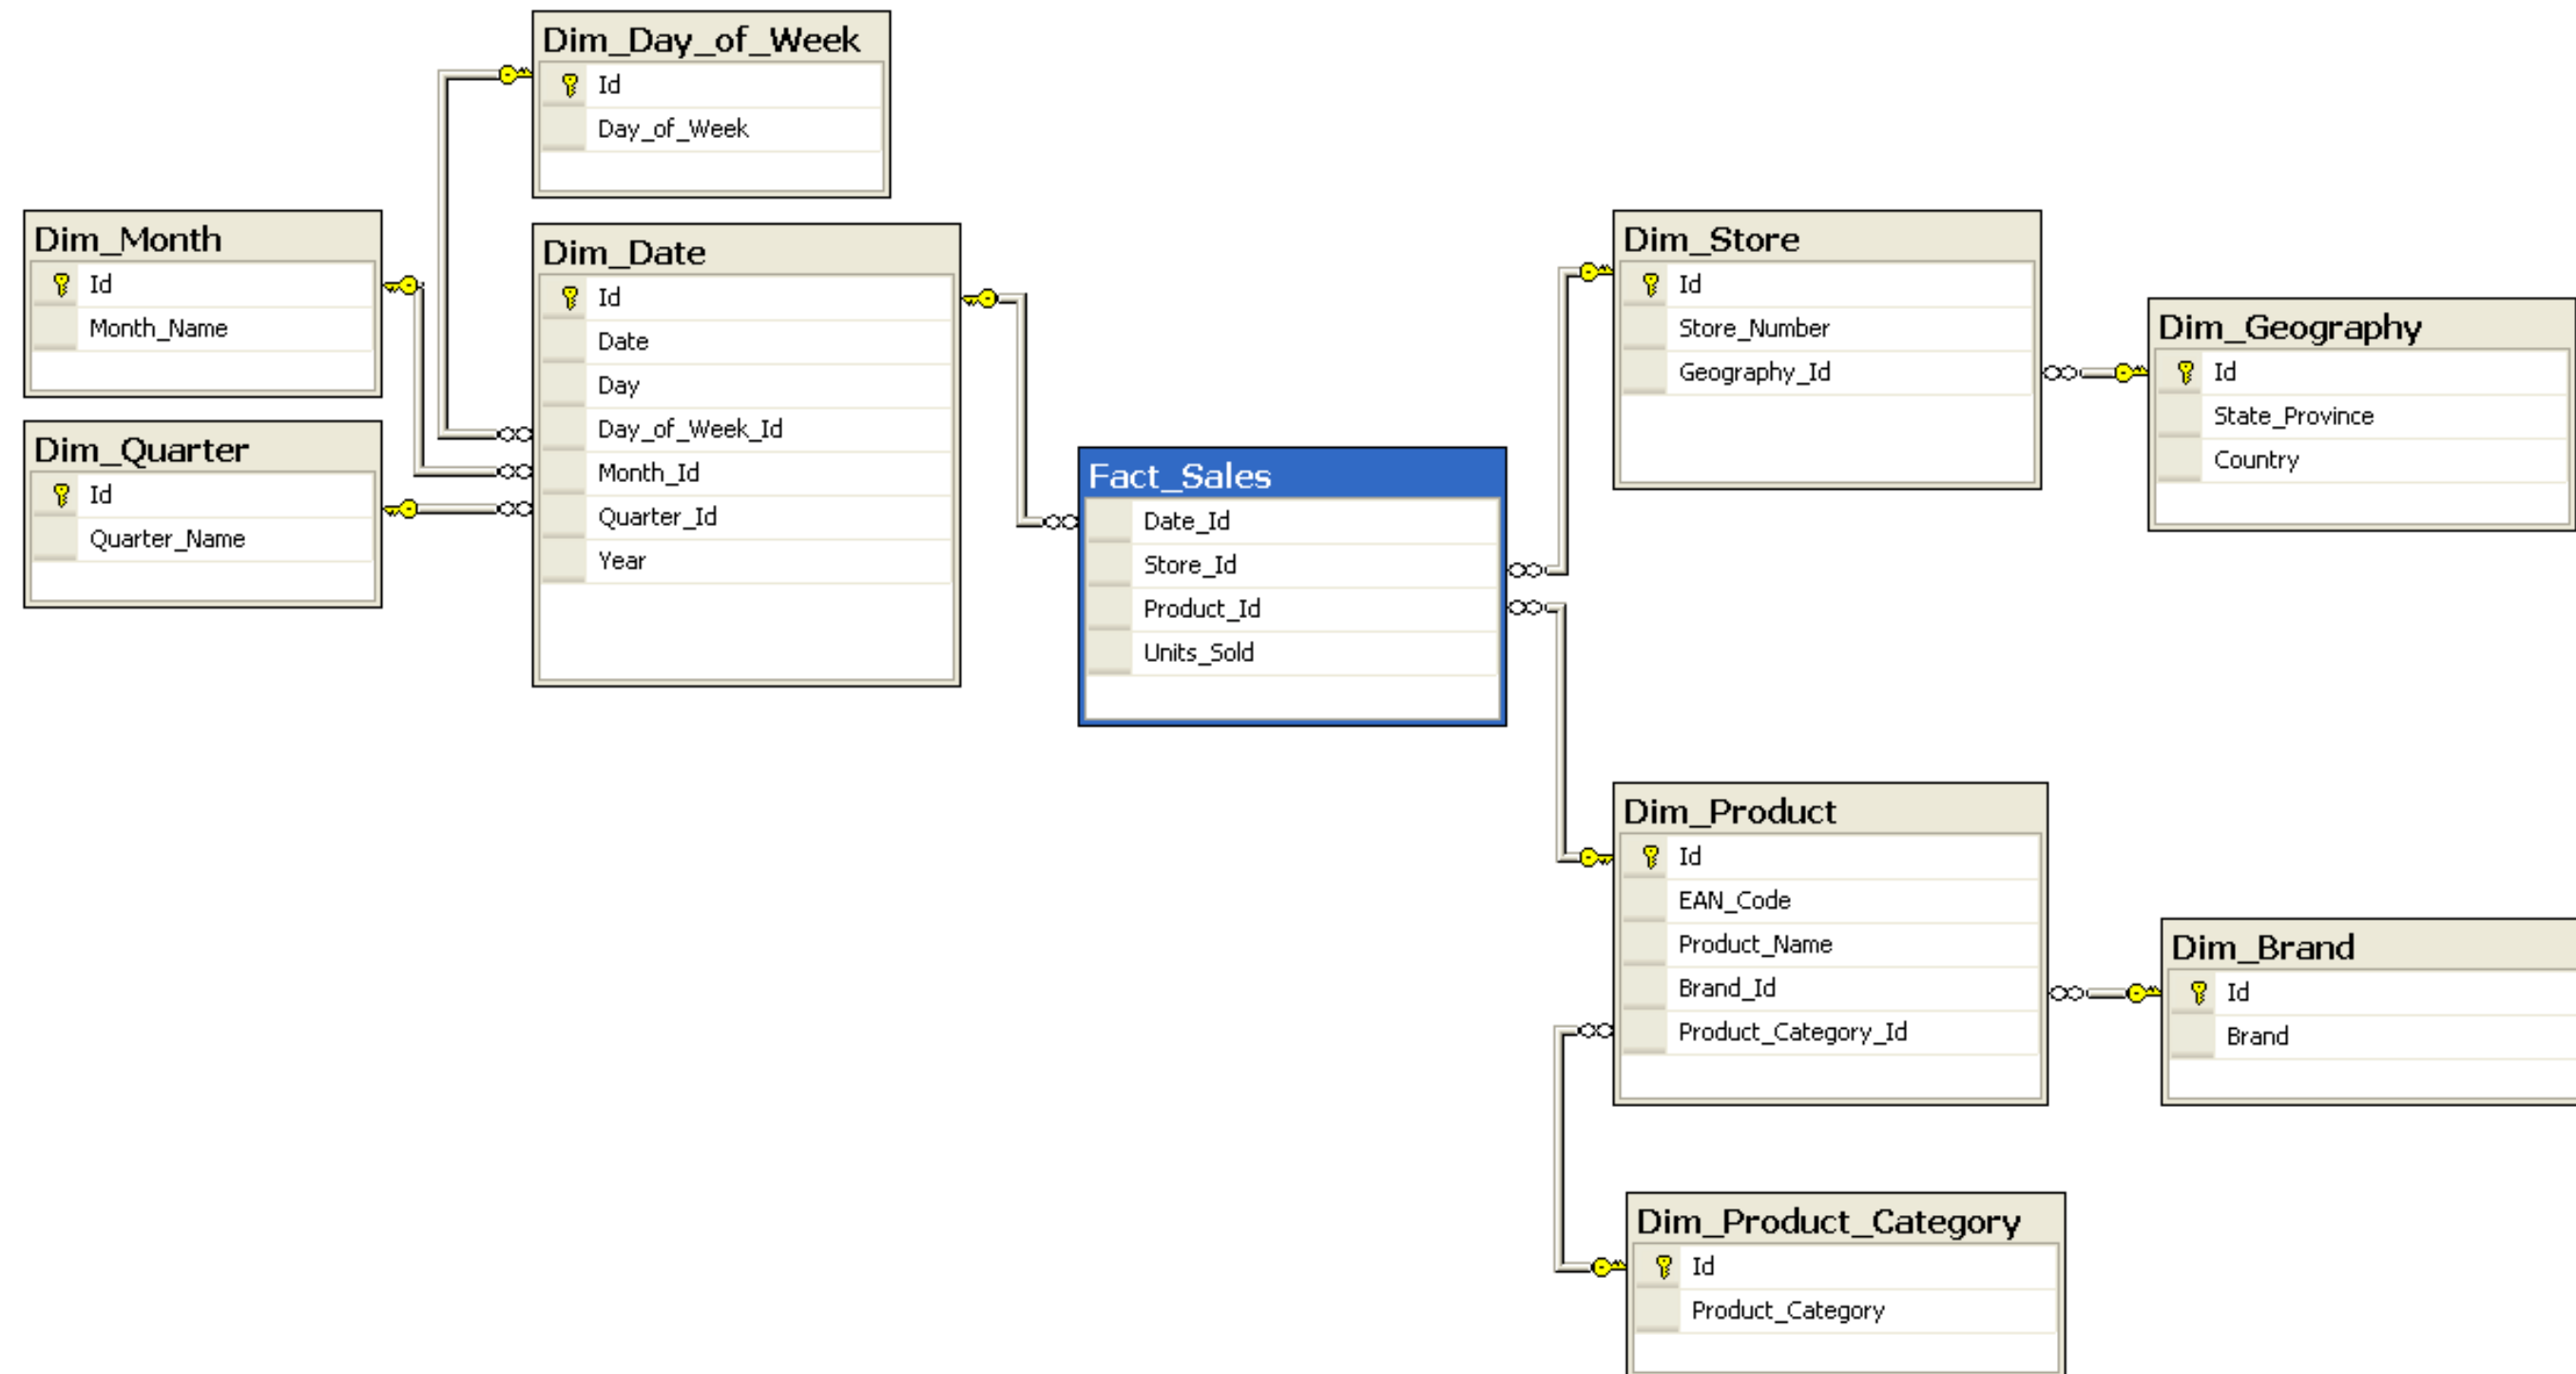 Dim_Day_of_Week
Id
Day_of_Week
Dim_Month
Id
Month_Name
Dim_Quarter
Id
Quarter_Name
Dim_Date
Id
Date
Day
Day_of_Week_Id
Month_Id
Quarter_Id
Year
Fact_Sales
Date_Id
Store_Id
Product_Id
Units_Sold
Dim_Store
Id
Store_Number
Geography_Id
Dim_Geography
Id
State_Province
Country
Dim_Product
Id
EAN_Code
Product_Name
Brand_Id
Product_Category_Id
Dim_Brand
Id
Brand
Dim_Product_Category
Id
Product_Category